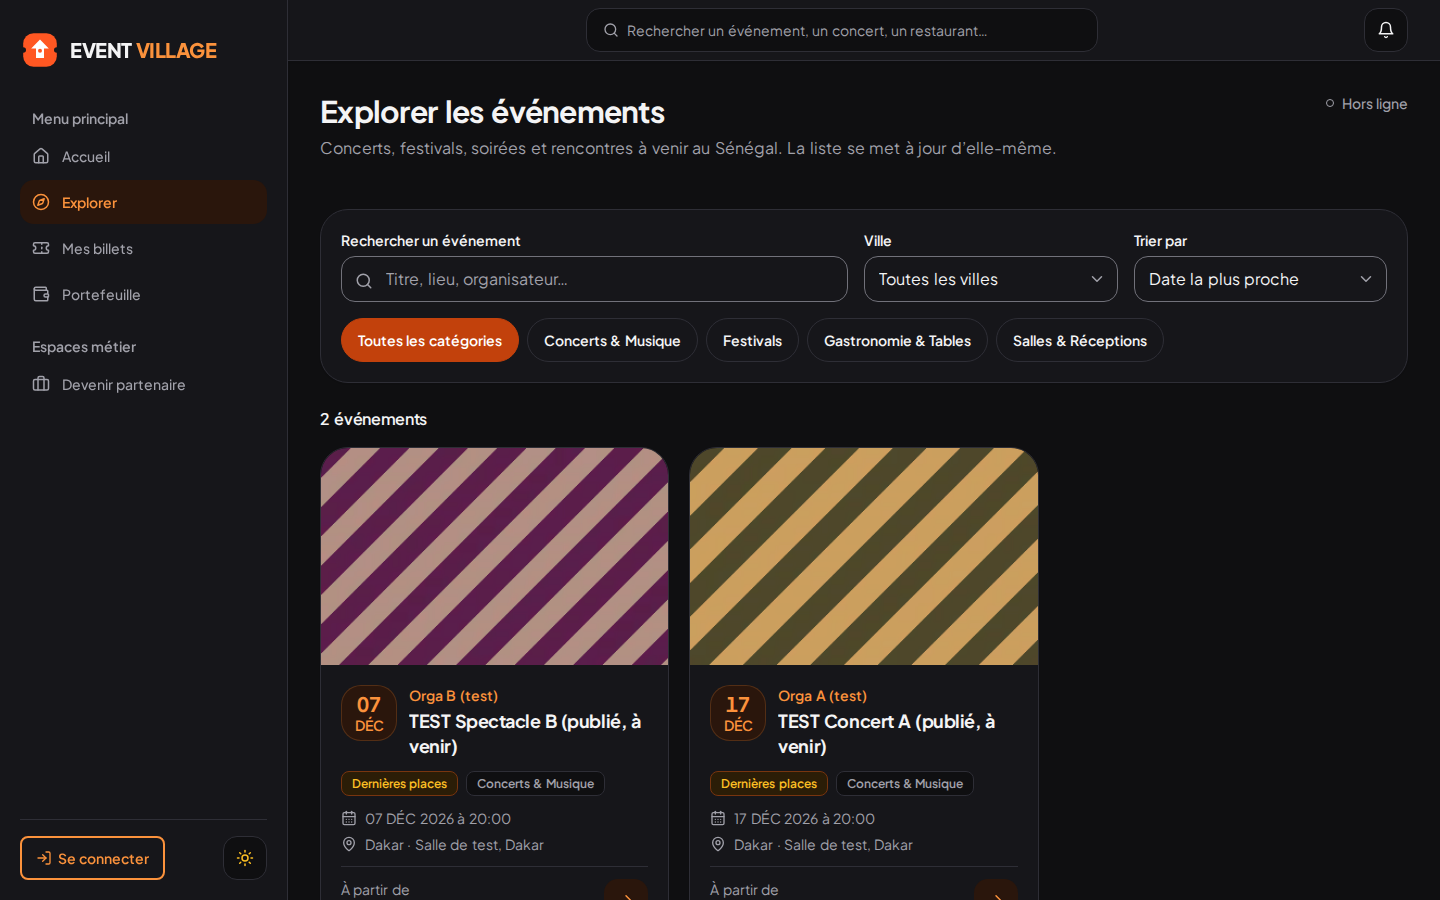 EVENT VILLAGE
Rechercher un événement, un concert, un restaurant...
Menu principal
Accueil
Explorer
Mes billets
Portefeuille
Espaces métier
Devenir partenaire
Se connecter
Explorer les événements
Hors ligne
Concerts, festivals, soirées et rencontres à venir au Sénégal. La liste se met à jour d’elle-même.
Rechercher un événement
Titre, lieu, organisateur...
Ville
Toutes les villes
Trier par
Date la plus proche
Toutes les catégories
Concerts & Musique
Festivals
Gastronomie & Tables
Salles & Réceptions
2 événements
07
DÉC
Orga B (test)
TEST Spectacle B (publié, à
venir)
Dernières places
Concerts & Musique
07 DÉC 2026 à 20:00
Dakar · Salle de test, Dakar
À partir de
17
DÉC
Orga A (test)
TEST Concert A (publié, à
venir)
Dernières places
Concerts & Musique
17 DÉC 2026 à 20:00
Dakar · Salle de test, Dakar
À partir de